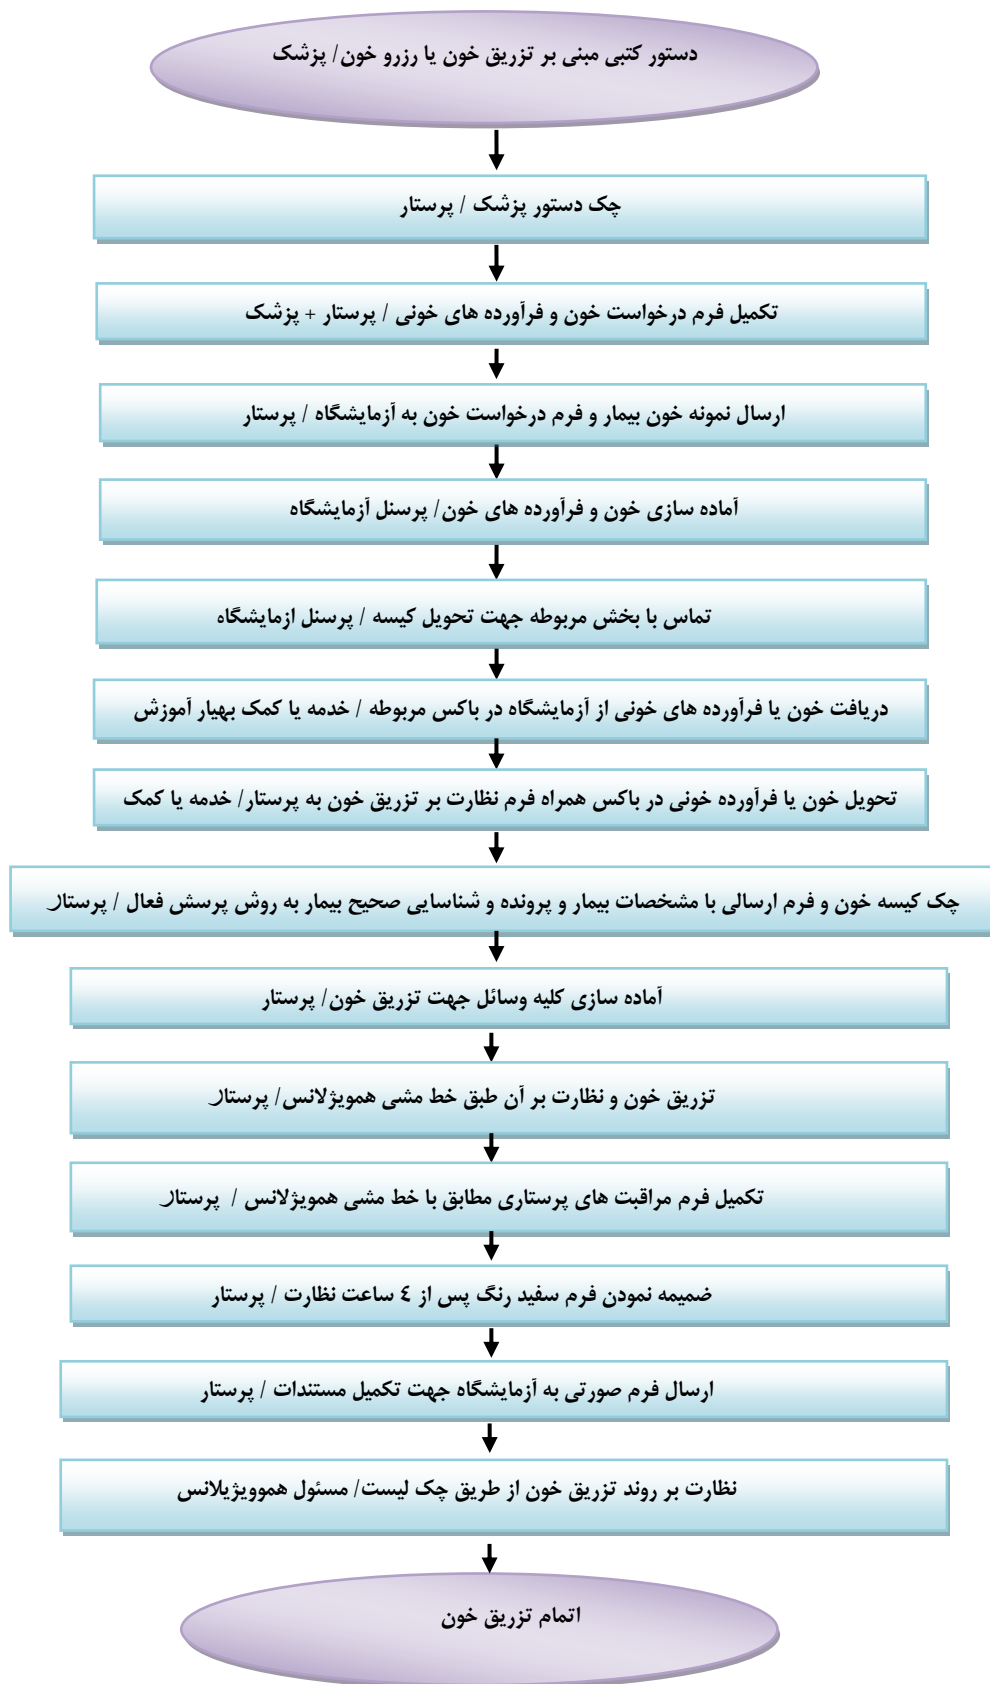 دستور کتبی مبنی بر تزریق خون یا رزرو خون/ پزشک
چک دستور پزشک / پرستار
تکمیل فرم درخواست خون و فرآورده های خونی / پرستار + پزشک
ارسال نمونه خون بیمار و فرم درخواست خون به آزمایشگاه / پرستار
آماده سازی خون و فرآورده های خون/ پرسنل آزمایشگاه
تماس با بخش مربوطه جهت تحویل کیسه / پرسنل ازمایشگاه
دریافت خون یا فرآورده های خونی از آزمایشگاه در باکس مربوطه / خدمه یا کمک بهیار آموزش
تحویل خون یا فرآورده خونی در باکس همراه فرم نظارت بر تزریق خون به پرستار/ خدمه یا کمک
چک کیسه خون و فرم ارسالی با مشخصات بیمار و پرونده و شناسایی صحیح بیمار به روش پرسش فعال / پرستار
آماده سازی کلیه وسائل جهت تزریق خون/ پرستار
تزریق خون و نظارت بر آن طبق خط مشی همویژلانس/ پرستار
تکمیل فرم مراقبت های پرستاری مطابق با خط مشی همویژلانس / پرستار
ضمیمه نمودن فرم سفید رنگ پس از ٤ ساعت نظارت / پرستار
ارسال فرم صورتی به آزمایشگاه جهت تکمیل مستندات / پرستار
نظارت بر روند تزریق خون از طریق چک لیست/ مسئول هموویژیلانس
اتمام تزریق خون